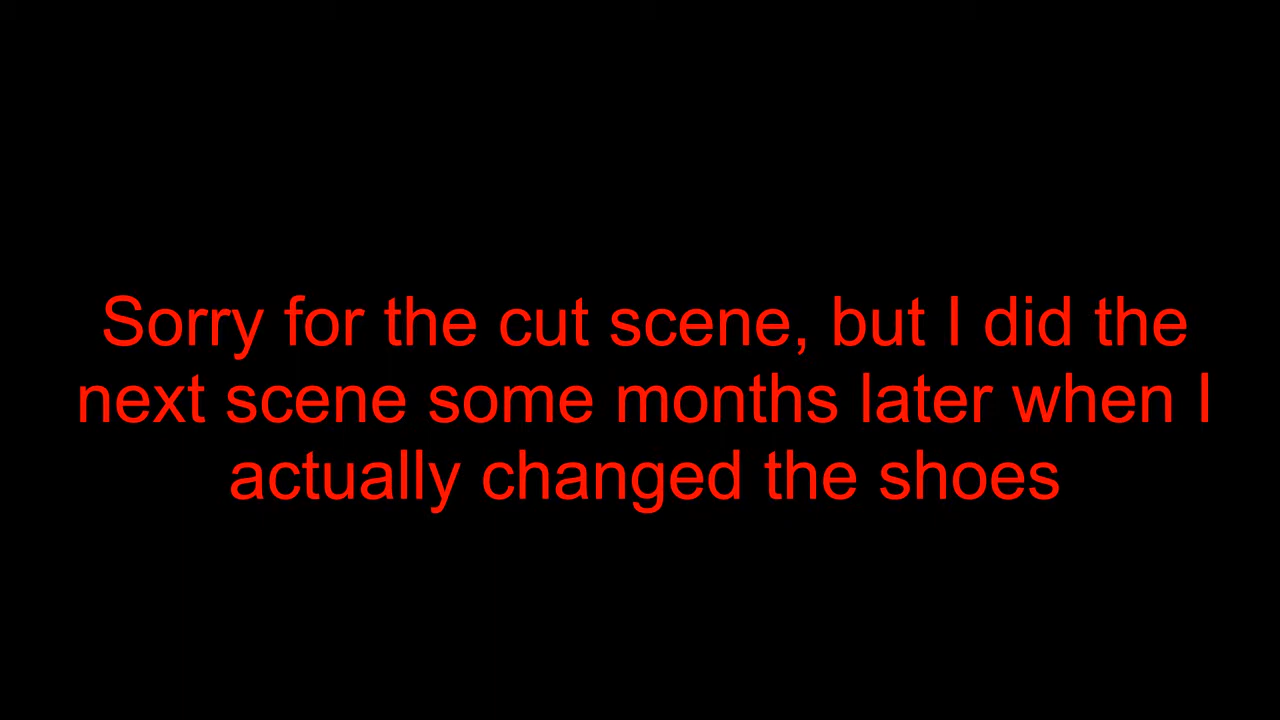 Sorry for the cut scene, but I did the
next scene some months later when I
actually changed the shoes